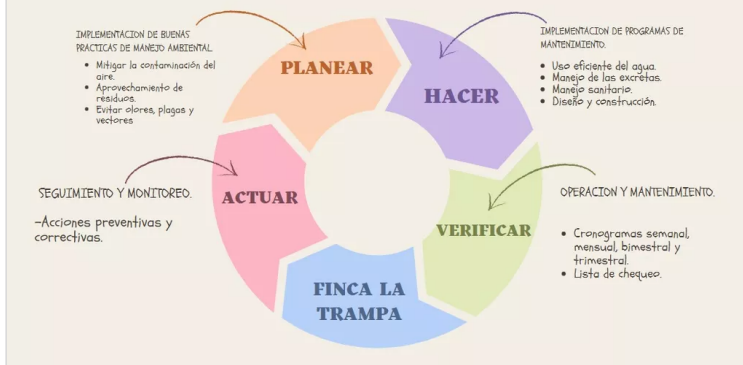 IMPLEMENTACION DE BUENAS
PRACTICAS DE MANEJO AMBIENTAL.
• Mitigar la contaminación del
aire.
• Aprovechamiento de
residuos.
• Evitar olores, plagas y
vectores
PLANEAR
IMPLEMENTACION DE PROGRAMAS DE
MANTENIMIENTO.
• Uso eficiente del agua.
• Manejo de las excretas.
• Manejo sanitario.
• Diseño y construcción.
HACER
SEGUIMIENTO Y MONITOREO.
-Acciones preventivas y
correctivas.
ACTUAR
OPERACION Y MANTENIMIENTO.
• Cronogramas semanal,
mensual, bimestral y
trimestral.
• Lista de chequeo.
VERIFICAR
FINCA LA
TRAMPA